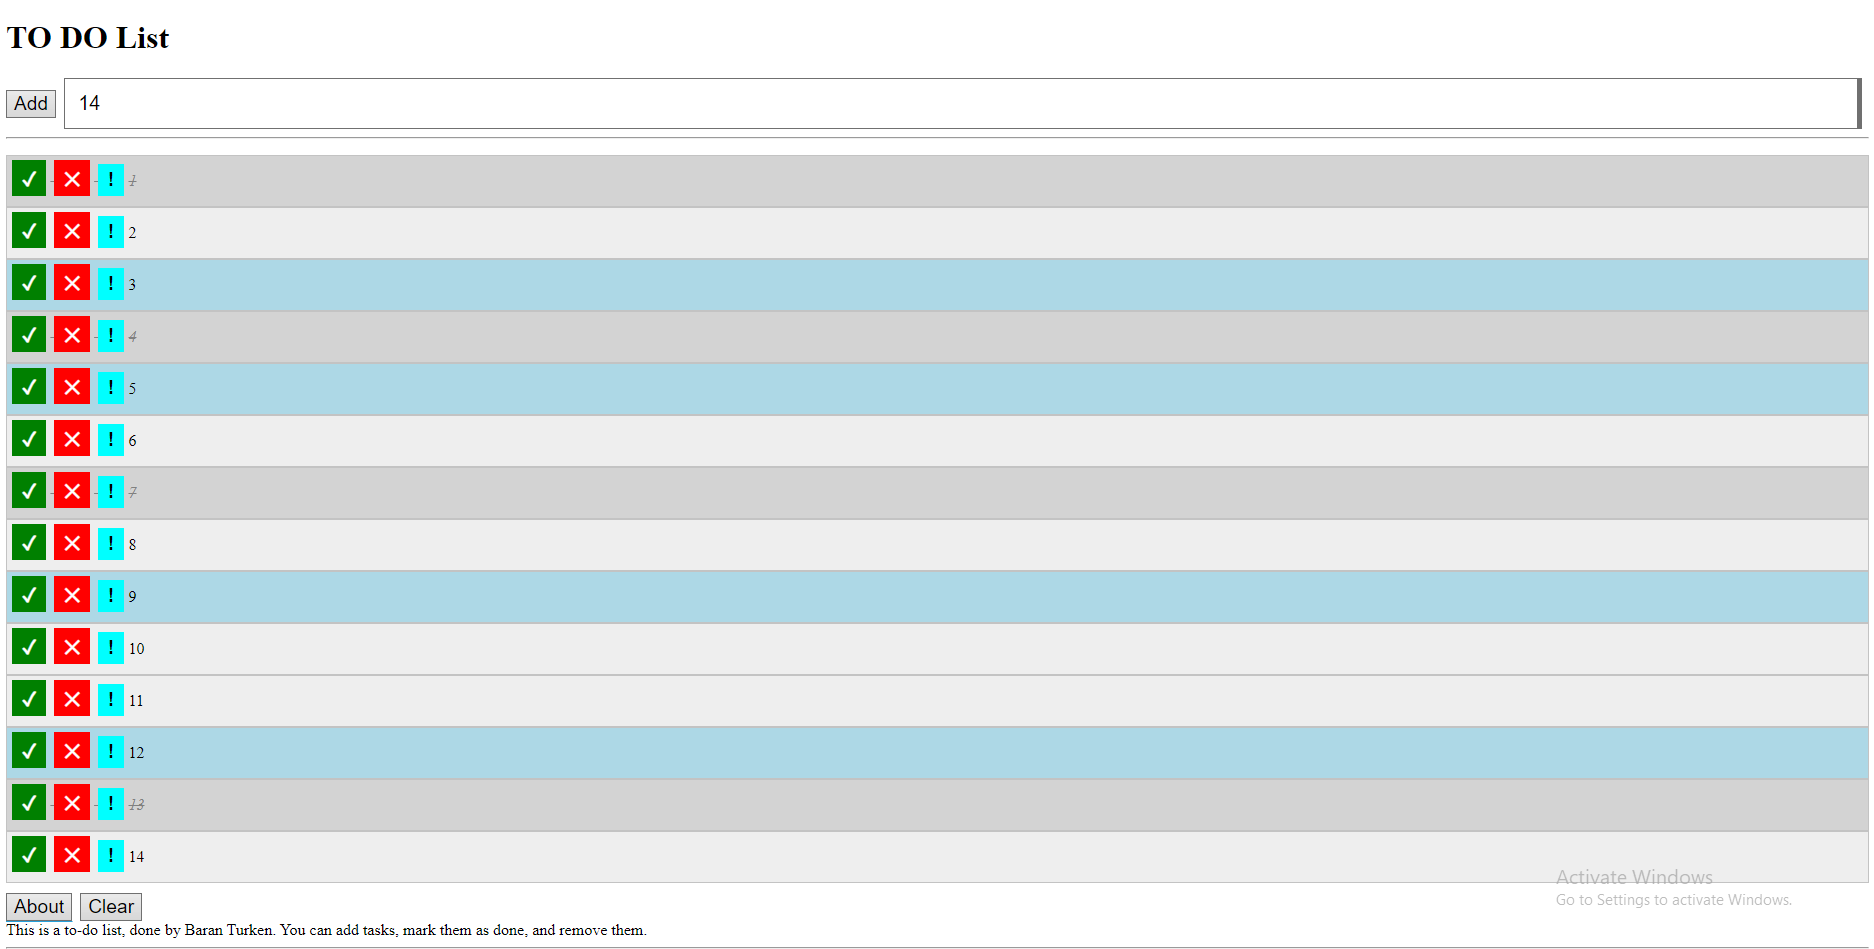 TO DO List
Add 14
✓ ✕ ! 1
✓ ✕ ! 2
✓ ✕ ! 3
✓ ✕ ! 4
✓ ✕ ! 5
✓ ✕ ! 6
✓ ✕ ! 7
✓ ✕ ! 8
✓ ✕ ! 9
✓ ✕ ! 10
✓ ✕ ! 11
✓ ✕ ! 12
✓ ✕ ! 13
✓ ✕ ! 14
Activate Windows
Go to Settings to activate Windows.
About Clear
This is a to-do list, done by Baran Turken. You can add tasks, mark them as done, and remove them.